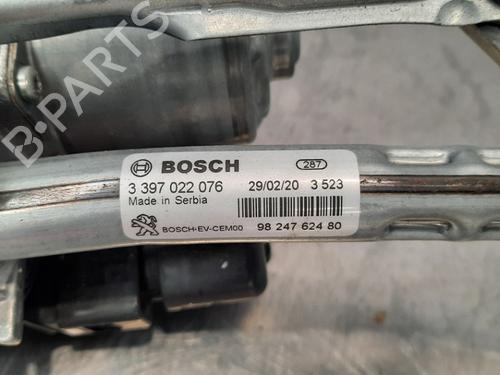 B-PARTS
BOSCH 287
3 397 022 076 29/02/20 3 523
Made in Serbia
BOSCH-EV-CEM00 98 247 624 80